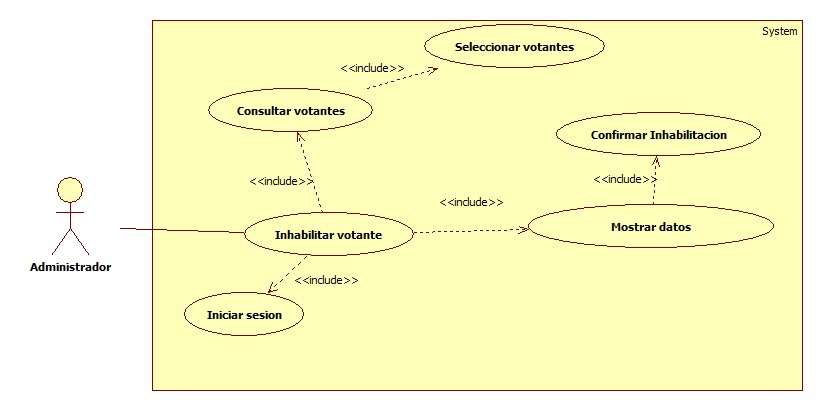 System
Seleccionar votantes
<<include>>
Consultar votantes
Confirmar Inhabilitacion
<<include>>
<<include>>
<<include>>
Mostrar datos
Inhabilitar votante
Administrador
<<include>>
Iniciar sesion